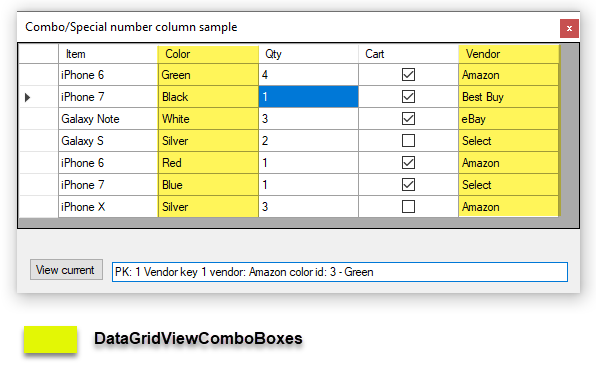 Combo/Special number column sample x
Item Color Qty Cart Vendor
iPhone 6 Green 4 Amazon
iPhone 7 Black 1 Best Buy
Galaxy Note White 3 eBay
Galaxy S Silver 2 Select
iPhone 6 Red 1 Amazon
iPhone 7 Blue 1 Select
iPhone X Silver 3 Amazon
View current PK: 1 Vendor key 1 vendor: Amazon color id: 3 - Green
DataGridViewComboBoxes